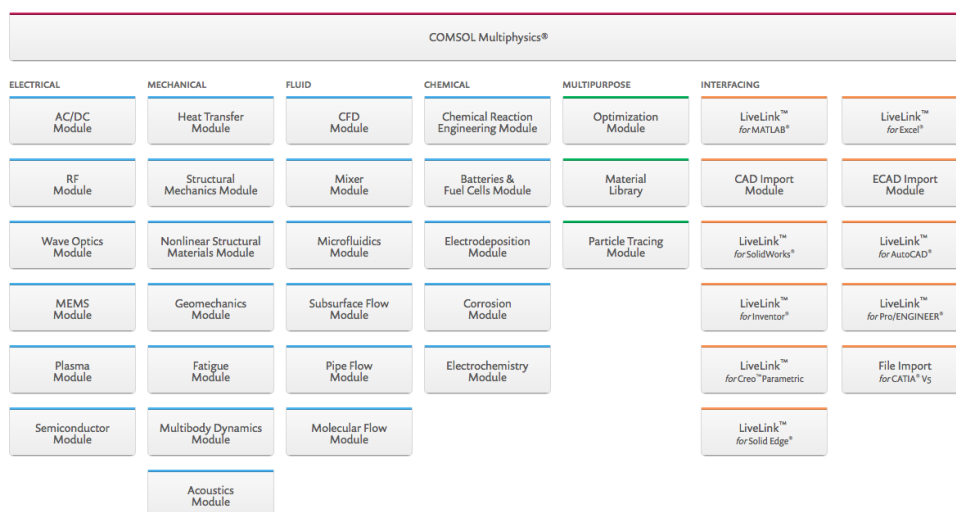 COMSOL Multiphysics®
ELECTRICAL
MECHANICAL
FLUID
CHEMICAL
MULTIPURPOSE
INTERFACING
AC/DC
Module
Heat Transfer
Module
CFD
Module
Chemical Reaction
Engineering Module
Optimization
Module
LiveLink™
for MATLAB®
LiveLink™
for Excel®
RF
Module
Structural
Mechanics Module
Mixer
Module
Batteries &
Fuel Cells Module
Material
Library
CAD Import
Module
ECAD Import
Module
Wave Optics
Module
Nonlinear Structural
Materials Module
Microfluidics
Module
Electrodeposition
Module
Particle Tracing
Module
LiveLink™
for SolidWorks®
LiveLink™
for AutoCAD®
MEMS
Module
Geomechanics
Module
Subsurface Flow
Module
Corrosion
Module
LiveLink™
for Inventor®
LiveLink™
for Pro/ENGINEER®
Plasma
Module
Fatigue
Module
Pipe Flow
Module
Electrochemistry
Module
LiveLink™
for Creo™ Parametric
File Import
for CATIA® V5
Semiconductor
Module
Multibody Dynamics
Module
Molecular Flow
Module
LiveLink™
for Solid Edge®
Acoustics
Module